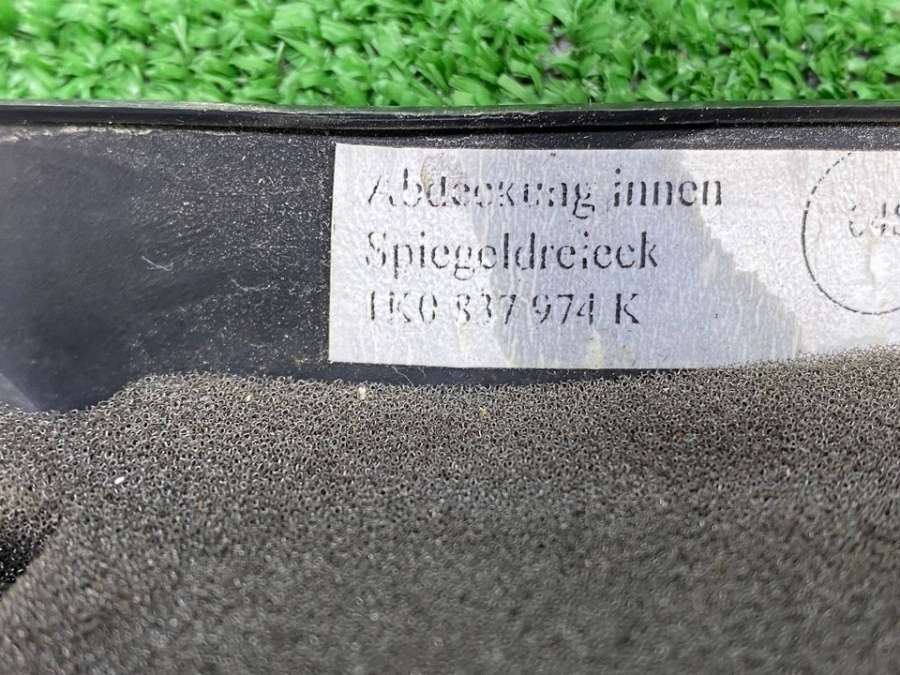 Abdeckung innen
Spiegeldreieck
1K0 837 974 K